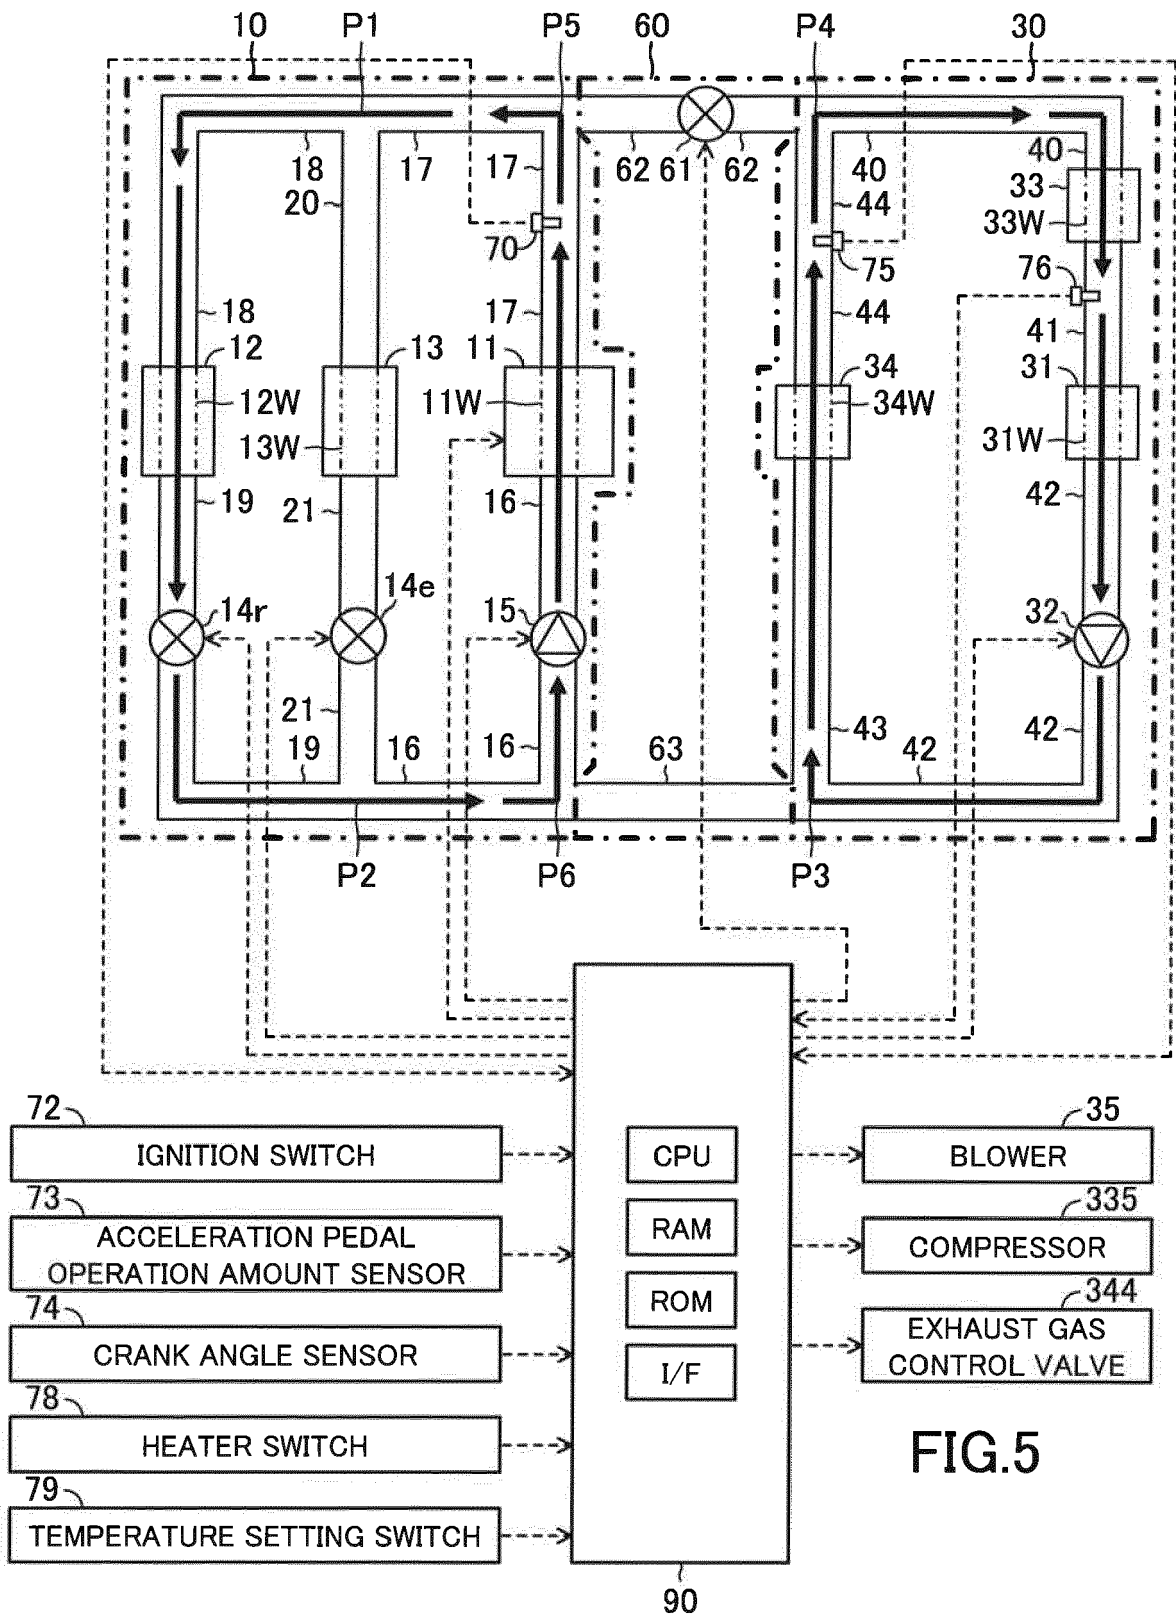 10 P1 P5 60 P4 30
18 17 17 62 61 62 40 40
20 44 33
70 33W
75 76
18 17 44 41
12 13 11 34 31
12W 11W 34W
13W 31W
19 21 16 42
14r 14e 15 32
21 16 43 42
19 16 63 42
P2 P6 P3
72
IGNITION SWITCH
73
ACCELERATION PEDAL
OPERATION AMOUNT SENSOR
74
CRANK ANGLE SENSOR
78
HEATER SWITCH
79
TEMPERATURE SETTING SWITCH
CPU
RAM
ROM
I/F
90
35
BLOWER
335
COMPRESSOR
344
EXHAUST GAS
CONTROL VALVE
FIG.5